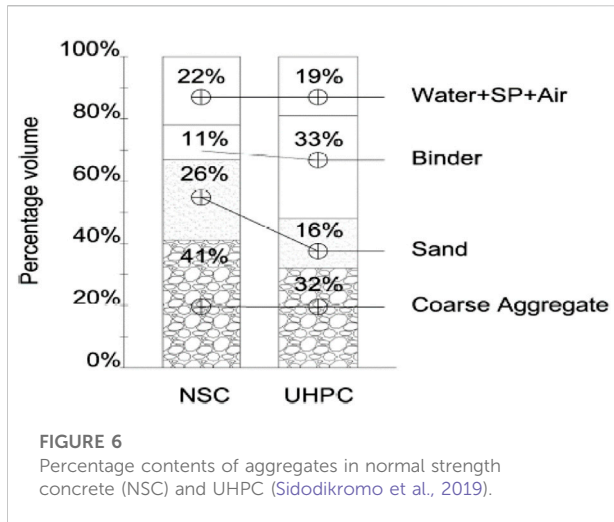 100%
80%
60%
40%
20%
0%
Percentage volume
22%
11%
26%
41%
19%
33%
16%
32%
Water+SP+Air
Binder
Sand
Coarse Aggregate
NSC
UHPC
FIGURE 6
Percentage contents of aggregates in normal strength
concrete (NSC) and UHPC (Sidodikromo et al., 2019).